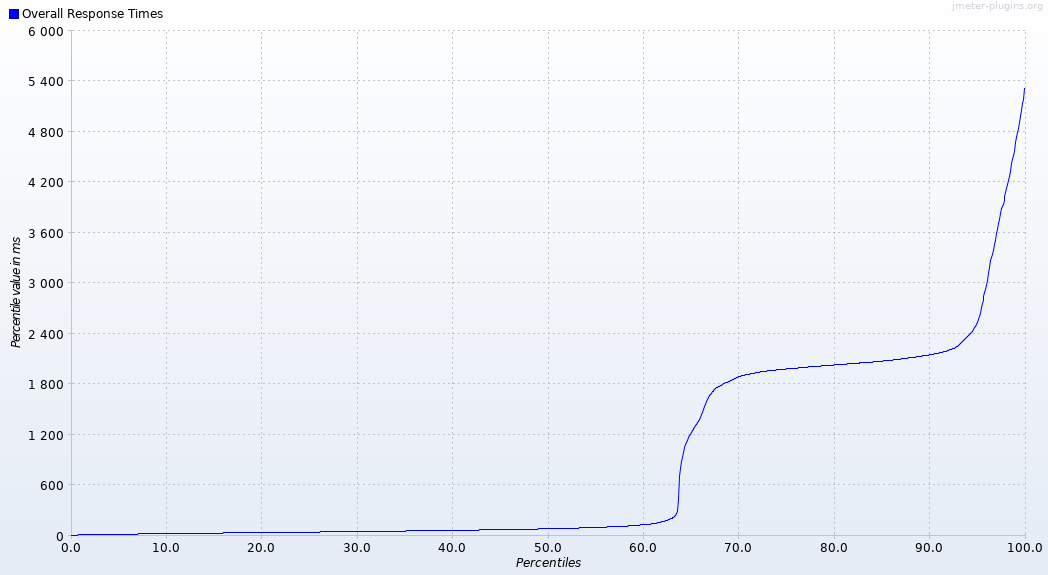 jmeter-plugins.org
Overall Response Times
6 000
5 400
4 800
4 200
3 600
3 000
2 400
1 800
1 200
600
0
Percentile value in ms
0.0 10.0 20.0 30.0 40.0 50.0 60.0 70.0 80.0 90.0 100.0
Percentiles